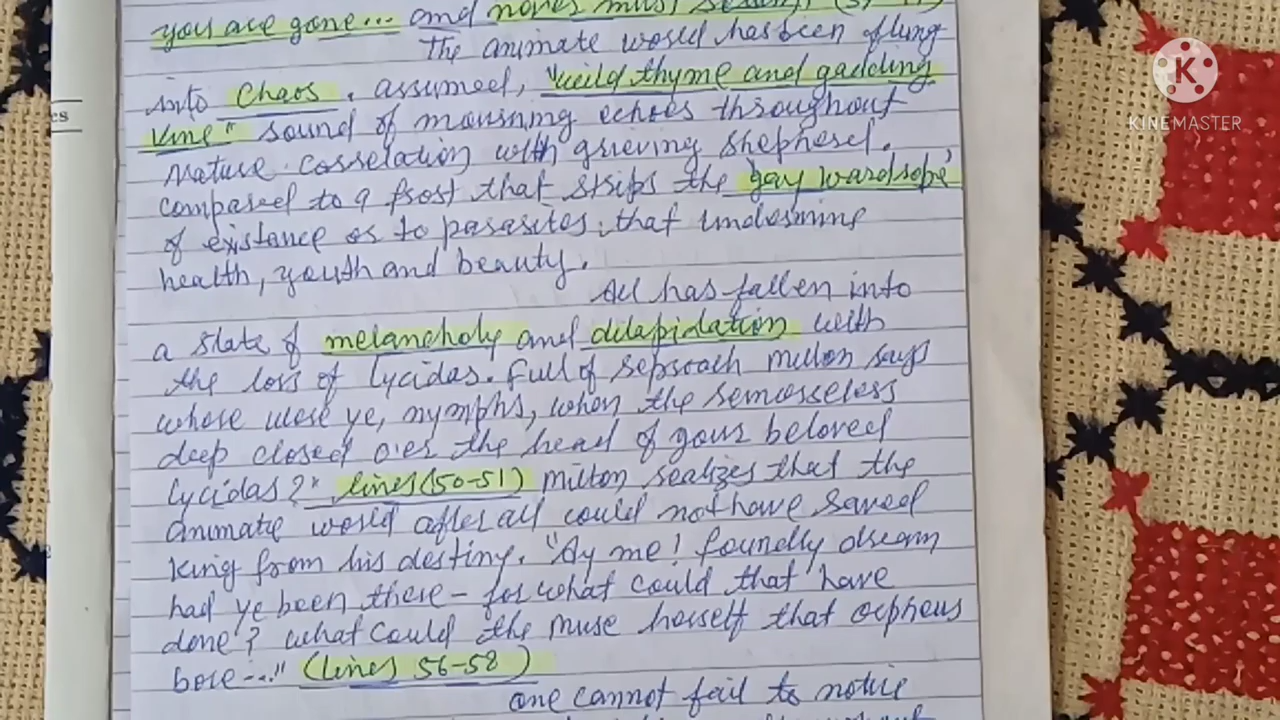 you are gone... and never must
The animate world has been flung
into Chaos. assumed, "wild thyme and gadding
Vine" sound of mourning echoes throughout
Nature. Correlation with grieving shepherd.
compared to a frost that strips the 'gay wardrobe'
of existance or to parasites, that undermine
health, youth and beauty.
All has fallen into
a state of melancholy and dilapidation with
the loss of Lycidas. Full of reproach milton says
where were ye, nymphs, when the remorseless
deep closed o'er the head of your beloved
Lycidas?" lines (50-51) milton realizes that the
animate world after all could not have saved
King from his destiny. "Ay me! foundly dream
had ye been there - for what could that have
done? what could the muse herself that orpheus
bore..." (lines 56-58)
one cannot fail to notice
K
KINEMASTER
es